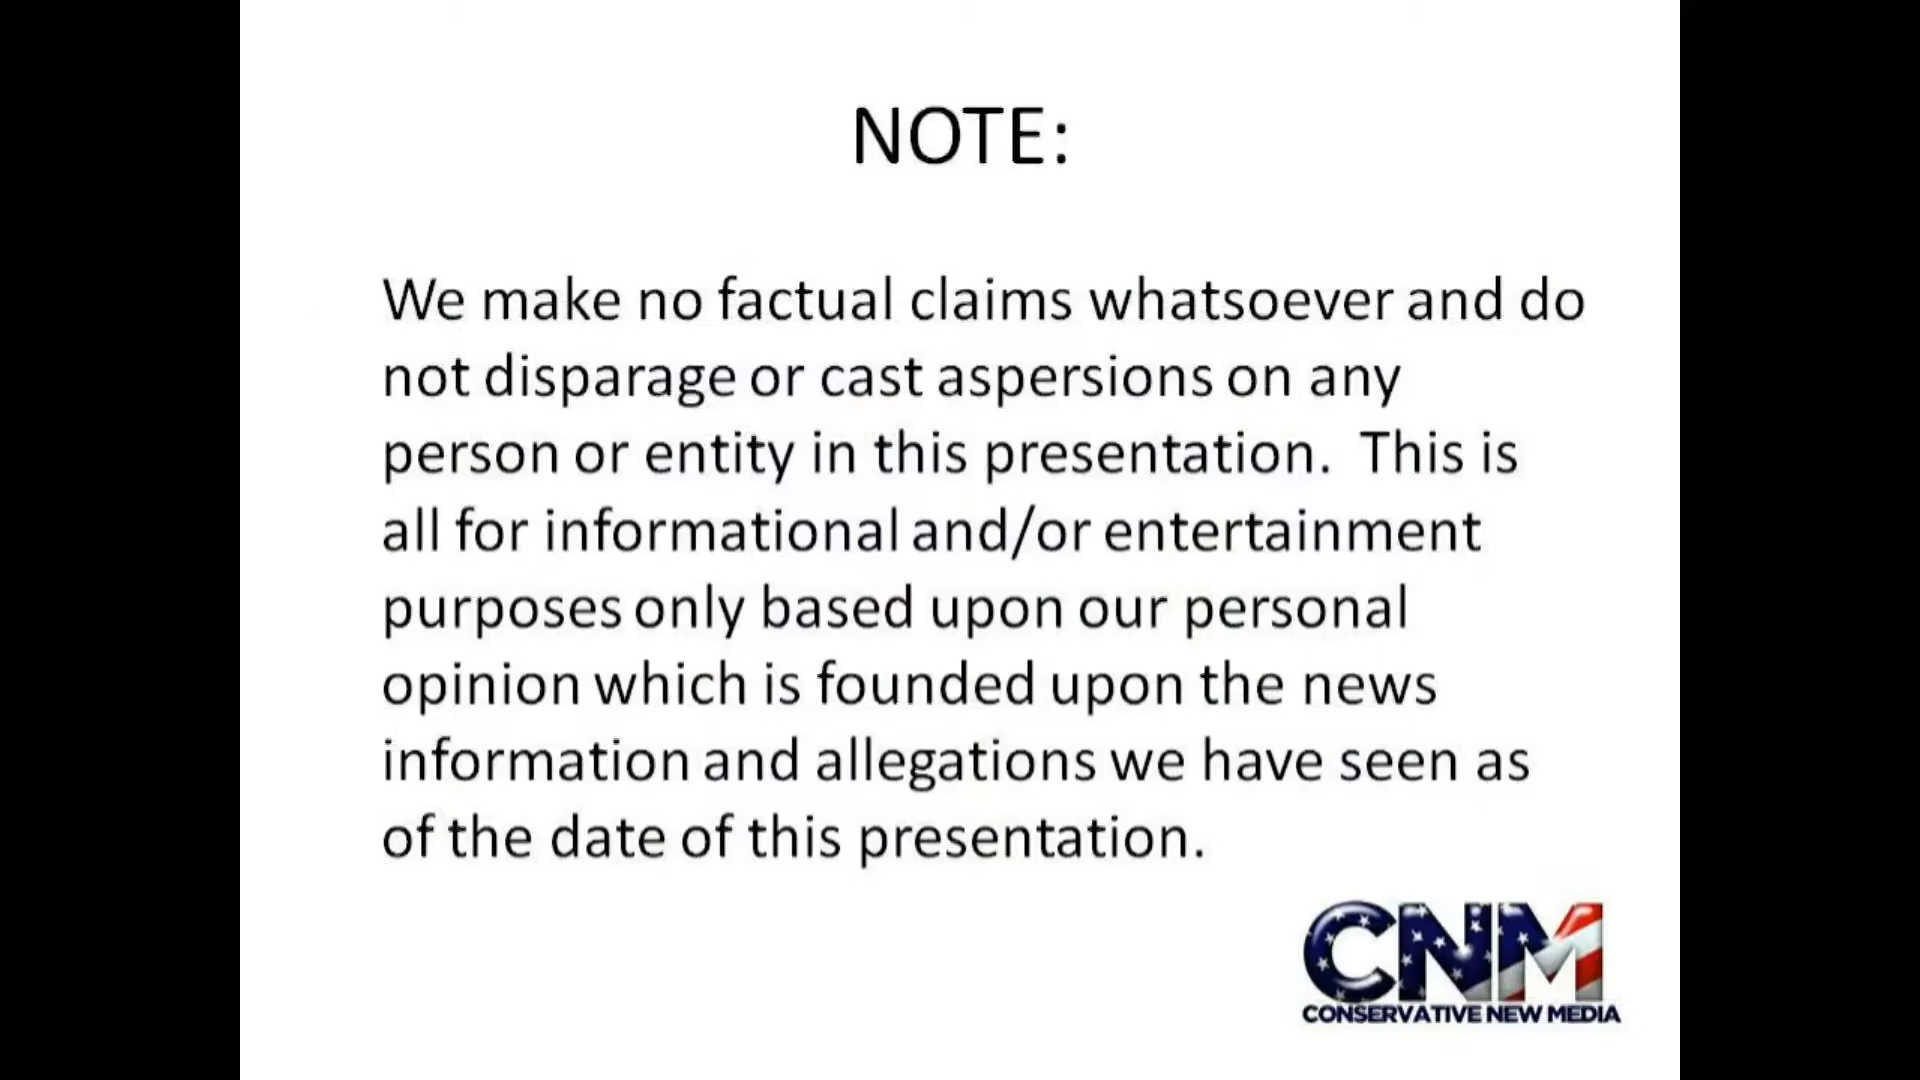 NOTE:
We make no factual claims whatsoever and do
not disparage or cast aspersions on any
person or entity in this presentation.  This is
all for informational and/or entertainment
purposes only based upon our personal
opinion which is founded upon the news
information and allegations we have seen as
of the date of this presentation.
CNM
CONSERVATIVE NEW MEDIA